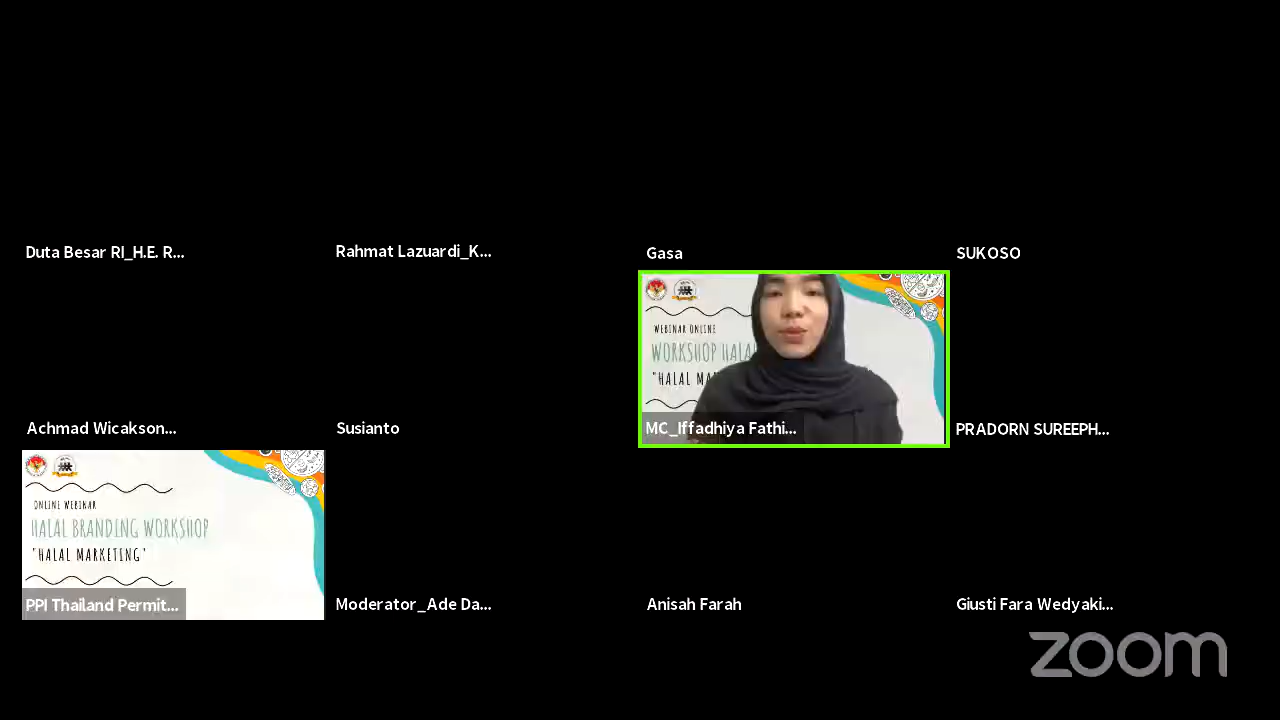 Duta Besar RI_H.E. R...
Rahmat Lazuardi_K...
Gasa
SUKOSO
WEBINAR ONLINE
WORKSHOP HALAL
"HALAL MA
Achmad Wicakson...
Susianto
MC_Iffadhiya Fathi...
PRADORN SUREEPH...
ONLINE WEBINAR
HALAL BRANDING WORKSHOP
"HALAL MARKETING"
PPI Thailand Permit...
Moderator_Ade Da...
Anisah Farah
Giusti Fara Wedyaki...
zoom